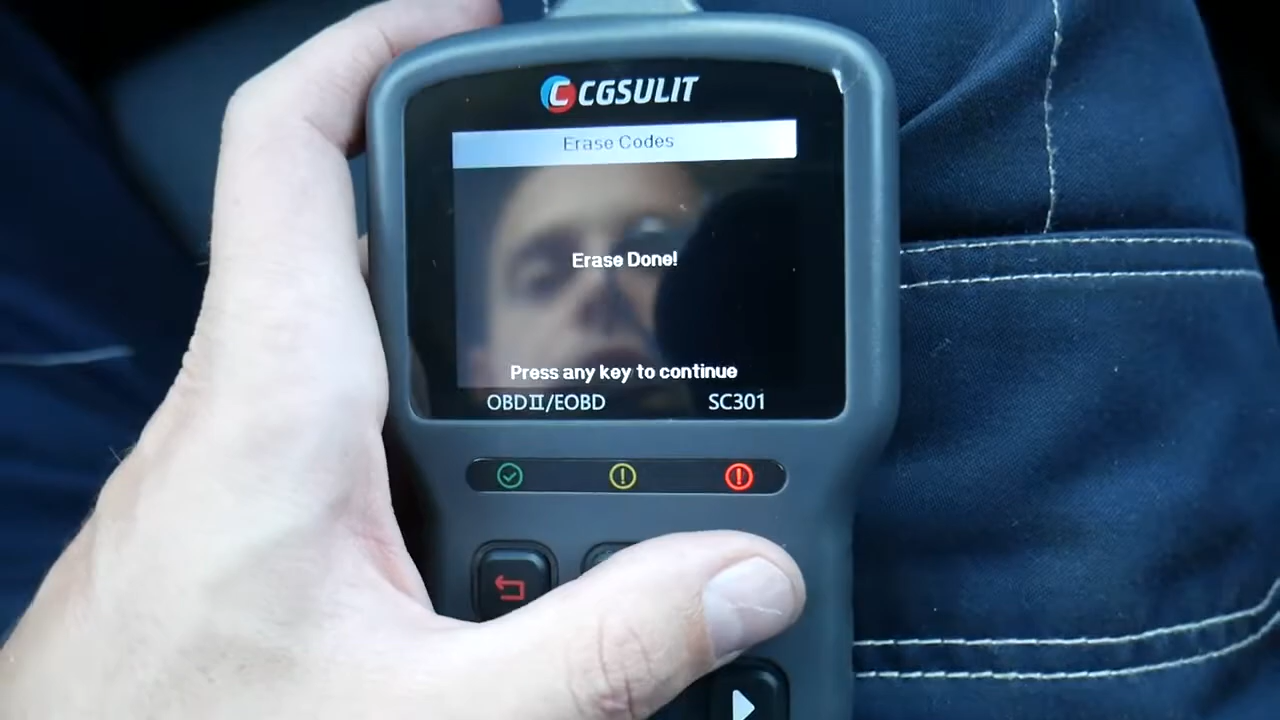 CGSULIT
Erase Codes
Erase Done!
Press any key to continue
OBDII/EOBD SC301